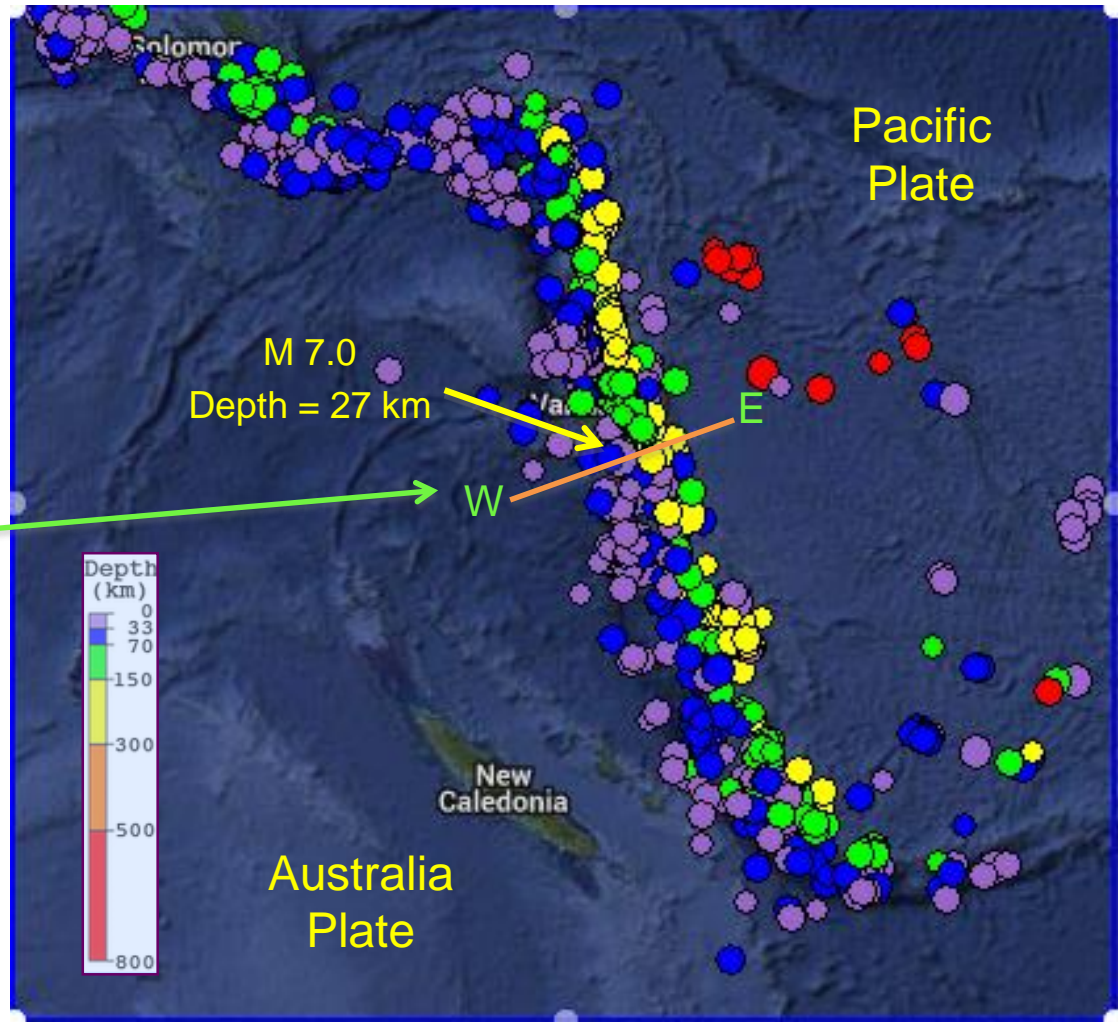 Solomon
Pacific
Plate
M 7.0
Depth = 27 km
E
W
Depth
(km)
0
33
70
150
300
500
800
New
Caledonia
Australia
Plate